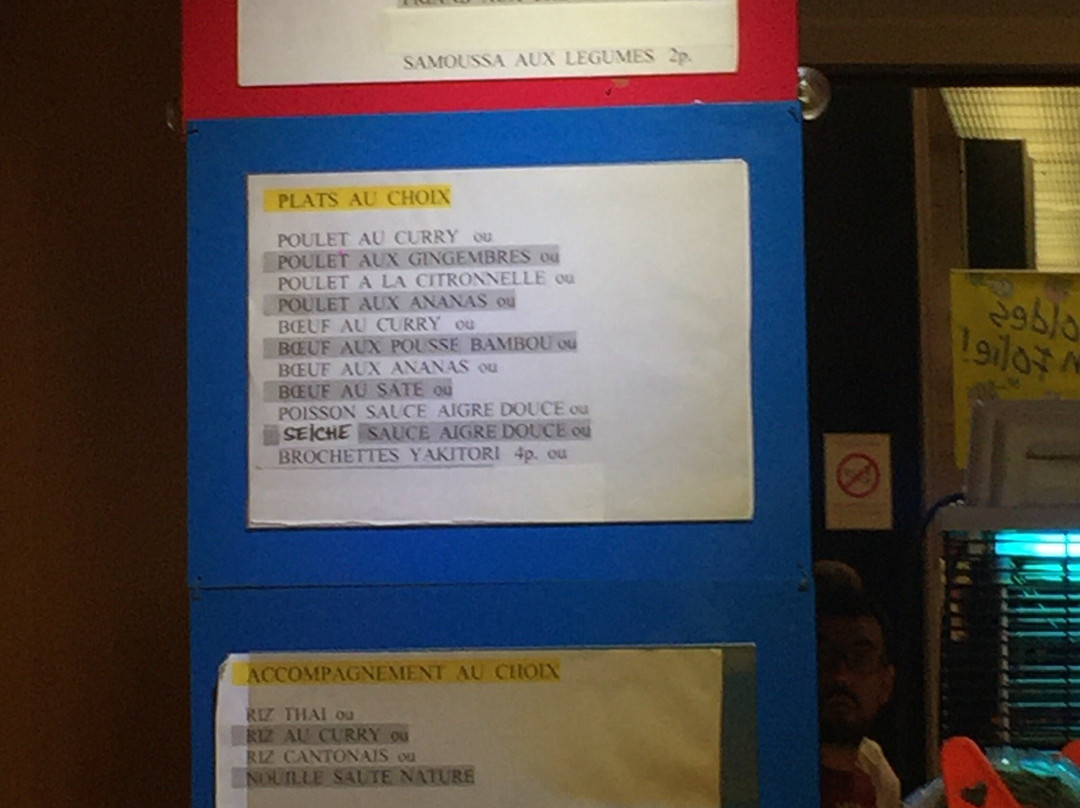 SAMOUSSA AUX LEGUMES 2p.
PLATS AU CHOIX
POULET AU CURRY ou
POULET AUX GINGEMBRES ou
POULET A LA CITRONNELLE ou
POULET AUX ANANAS ou
BŒUF AU CURRY ou
BŒUF AUX POUSSE BAMBOU ou
BŒUF AUX ANANAS ou
BŒUF AU SATE ou
POISSON SAUCE AIGRE DOUCE ou
SEICHE SAUCE AIGRE DOUCE ou
BROCHETTES YAKITORI 4p. ou
ACCOMPAGNEMENT AU CHOIX
RIZ THAI ou
RIZ AU CURRY ou
RIZ CANTONAIS ou
NOUILLE SAUTE NATURE
oldes
Folie!